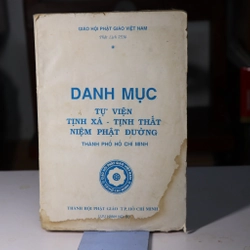 GIÁO HỘI PHẬT GIÁO VIỆT NAM
DANH MỤC
TỰ VIỆN
TỊNH XÁ - TỊNH THẤT
NIỆM PHẬT ĐƯỜNG
THÀNH PHỐ HỒ CHÍ MINH
THÀNH HỘI PHẬT GIÁO T.P. HỒ CHÍ MINH